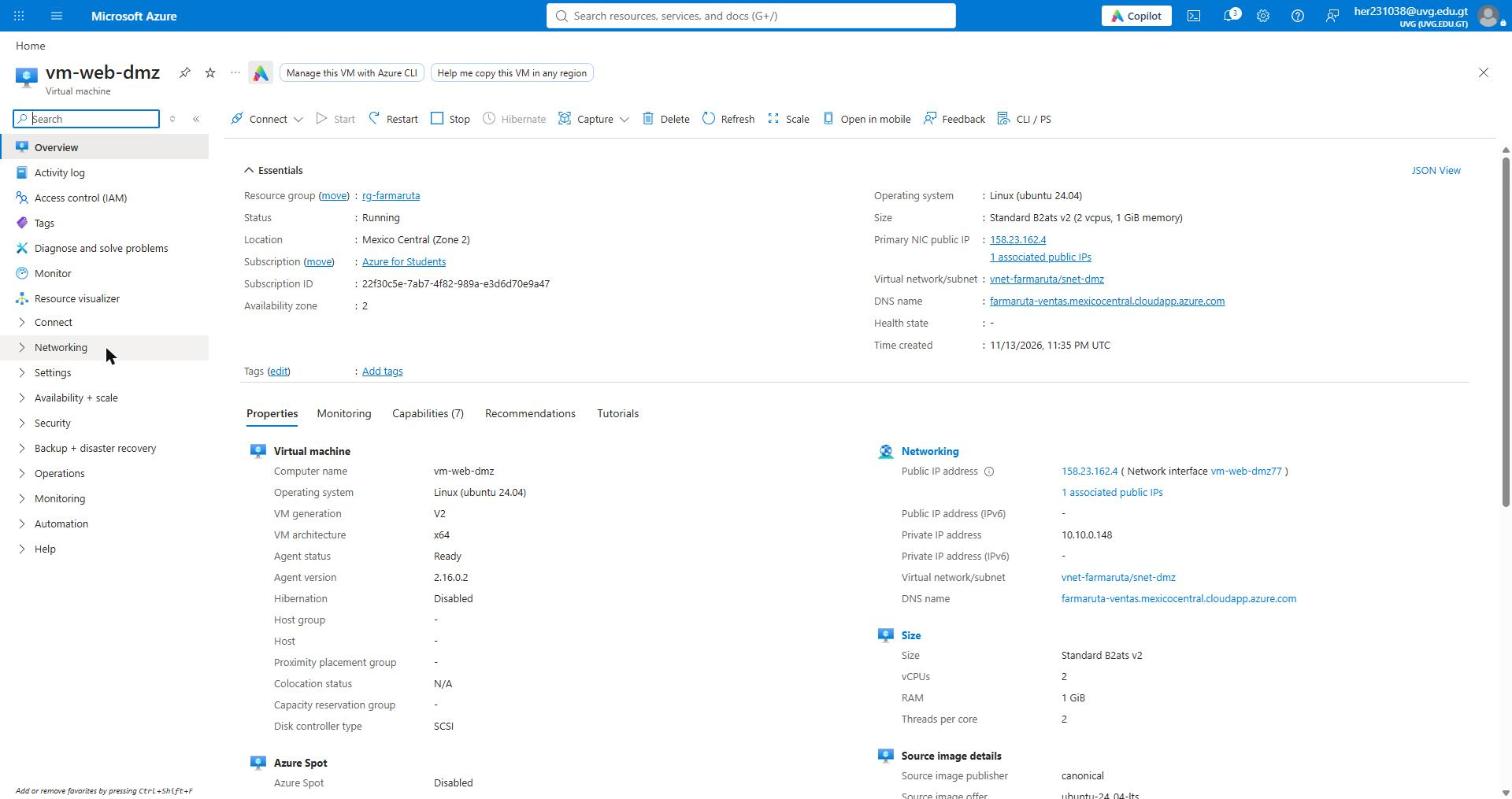 Microsoft Azure
Search resources, services, and docs (G+/)
Copilot
3
her231038@uvg.edu.gt
UVG (UVG.EDU.GT)
Home
vm-web-dmz
Virtual machine
Manage this VM with Azure CLI
Help me copy this VM in any region
Search
Connect
Start
Restart
Stop
Hibernate
Capture
Delete
Refresh
Scale
Open in mobile
Feedback
CLI / PS
Overview
Activity log
Access control (IAM)
Tags
Diagnose and solve problems
Monitor
Resource visualizer
Connect
Networking
Settings
Availability + scale
Security
Backup + disaster recovery
Operations
Monitoring
Automation
Help
Add or remove favorites by pressing Ctrl+Shift+F
Essentials
JSON View
Resource group (move) : rg-farmaruta
Status : Running
Location : Mexico Central (Zone 2)
Subscription (move) : Azure for Students
Subscription ID : 22f30c5e-7ab7-4f82-989a-e3d6d70e9a47
Availability zone : 2
Operating system : Linux (ubuntu 24.04)
Size : Standard B2ats v2 (2 vcpus, 1 GiB memory)
Primary NIC public IP : 158.23.162.4
1 associated public IPs
Virtual network/subnet : vnet-farmaruta/snet-dmz
DNS name : farmaruta-ventas.mexicocentral.cloudapp.azure.com
Health state : -
Time created : 11/13/2026, 11:35 PM UTC
Tags (edit) : Add tags
Properties
Monitoring
Capabilities (7)
Recommendations
Tutorials
Virtual machine
Computer name vm-web-dmz
Operating system Linux (ubuntu 24.04)
VM generation V2
VM architecture x64
Agent status Ready
Agent version 2.16.0.2
Hibernation Disabled
Host group -
Host -
Proximity placement group -
Colocation status N/A
Capacity reservation group -
Disk controller type SCSI
Azure Spot
Azure Spot Disabled
Networking
Public IP address 158.23.162.4 ( Network interface vm-web-dmz77 )
1 associated public IPs
Public IP address (IPv6) -
Private IP address 10.10.0.148
Private IP address (IPv6) -
Virtual network/subnet vnet-farmaruta/snet-dmz
DNS name farmaruta-ventas.mexicocentral.cloudapp.azure.com
Size
Size Standard B2ats v2
vCPUs 2
RAM 1 GiB
Threads per core 2
Source image details
Source image publisher canonical
Source image offer ubuntu-24_04-lts